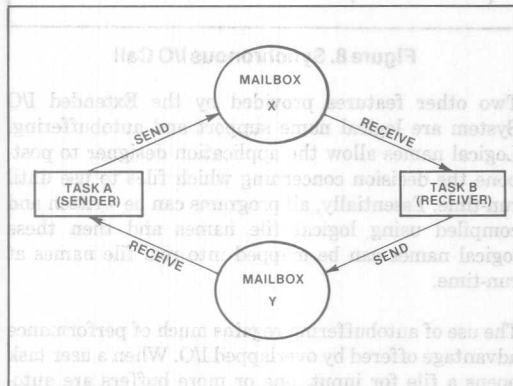 MAILBOX
X
SEND
RECEIVE
TASK A
(SENDER)
TASK B
(RECEIVER)
RECEIVE
SEND
MAILBOX
Y
Figure 8. Synchronous I/O Call
Two other features provided by the Extended I/O
System are logical name support and autobuffering.
Logical names allow the application designer to post-
pone the decision concerning which files to use until
run-time. Essentially, all programs can be written and
compiled using logical file names and then these
logical names can be mapped into file names at
run-time.
The use of autobuffering much of performance
advantage offered by overlapped I/O. When a user task
opens a file for input, one or more buffers are auto-